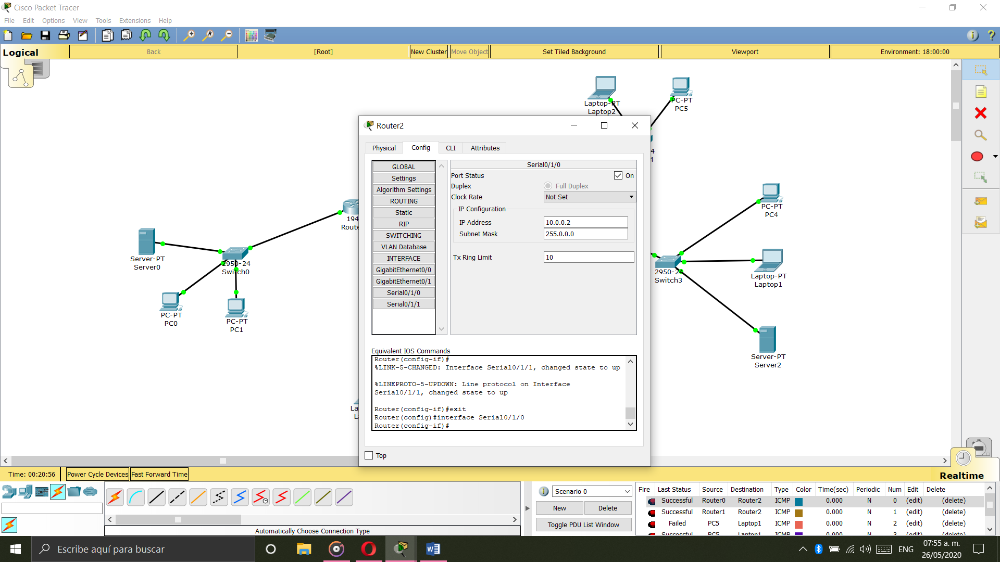 Cisco Packet Tracer
File Edit Options View Tools Extensions Help
Logical
Back
[Root]
New Cluster
Move Object
Set Tiled Background
Viewport
Environment: 18:00:00
Laptop-PT
Laptop2
PC-PT
PC5
194
Route
Server-PT
Server0
2950-24
Switch0
PC-PT
PC0
PC-PT
PC1
PC-PT
PC4
2950-24
Switch3
Laptop-PT
Laptop1
Server-PT
Server2
La
L
4
4
Router2
Physical Config CLI Attributes
GLOBAL
Settings
Algorithm Settings
ROUTING
Static
RIP
SWITCHING
VLAN Database
INTERFACE
GigabitEthernet0/0
GigabitEthernet0/1
Serial0/1/0
Serial0/1/1
Serial0/1/0
Port Status On
Duplex Full Duplex
Clock Rate Not Set
IP Configuration
IP Address 10.0.0.2
Subnet Mask 255.0.0.0
Tx Ring Limit 10
Equivalent IOS Commands
Router(config-if)#
%LINK-5-CHANGED: Interface Serial0/1/1, changed state to up
%LINEPROTO-5-UPDOWN: Line protocol on Interface
Serial0/1/1, changed state to up
Router(config-if)#exit
Router(config)#interface Serial0/1/0
Router(config-if)#
Top
Time: 00:20:56
Power Cycle Devices
Fast Forward Time
Realtime
Automatically Choose Connection Type
Scenario 0
New Delete
Toggle PDU List Window
Fire Last Status Source Destination Type Color Time(sec) Periodic Num Edit Delete
Successful Router0 Router2 ICMP 0.000 N 0 (edit) (delete)
Successful Router1 Router2 ICMP 0.000 N 1 (edit) (delete)
Failed PC5 Laptop1 ICMP 0.000 N 2 (edit) (delete)
Successful PC5 Laptop1 ICMP 0.000 N 3 (edit) (delete)
Escribe aquí para buscar
ENG
07:55 a. m.
26/05/2020